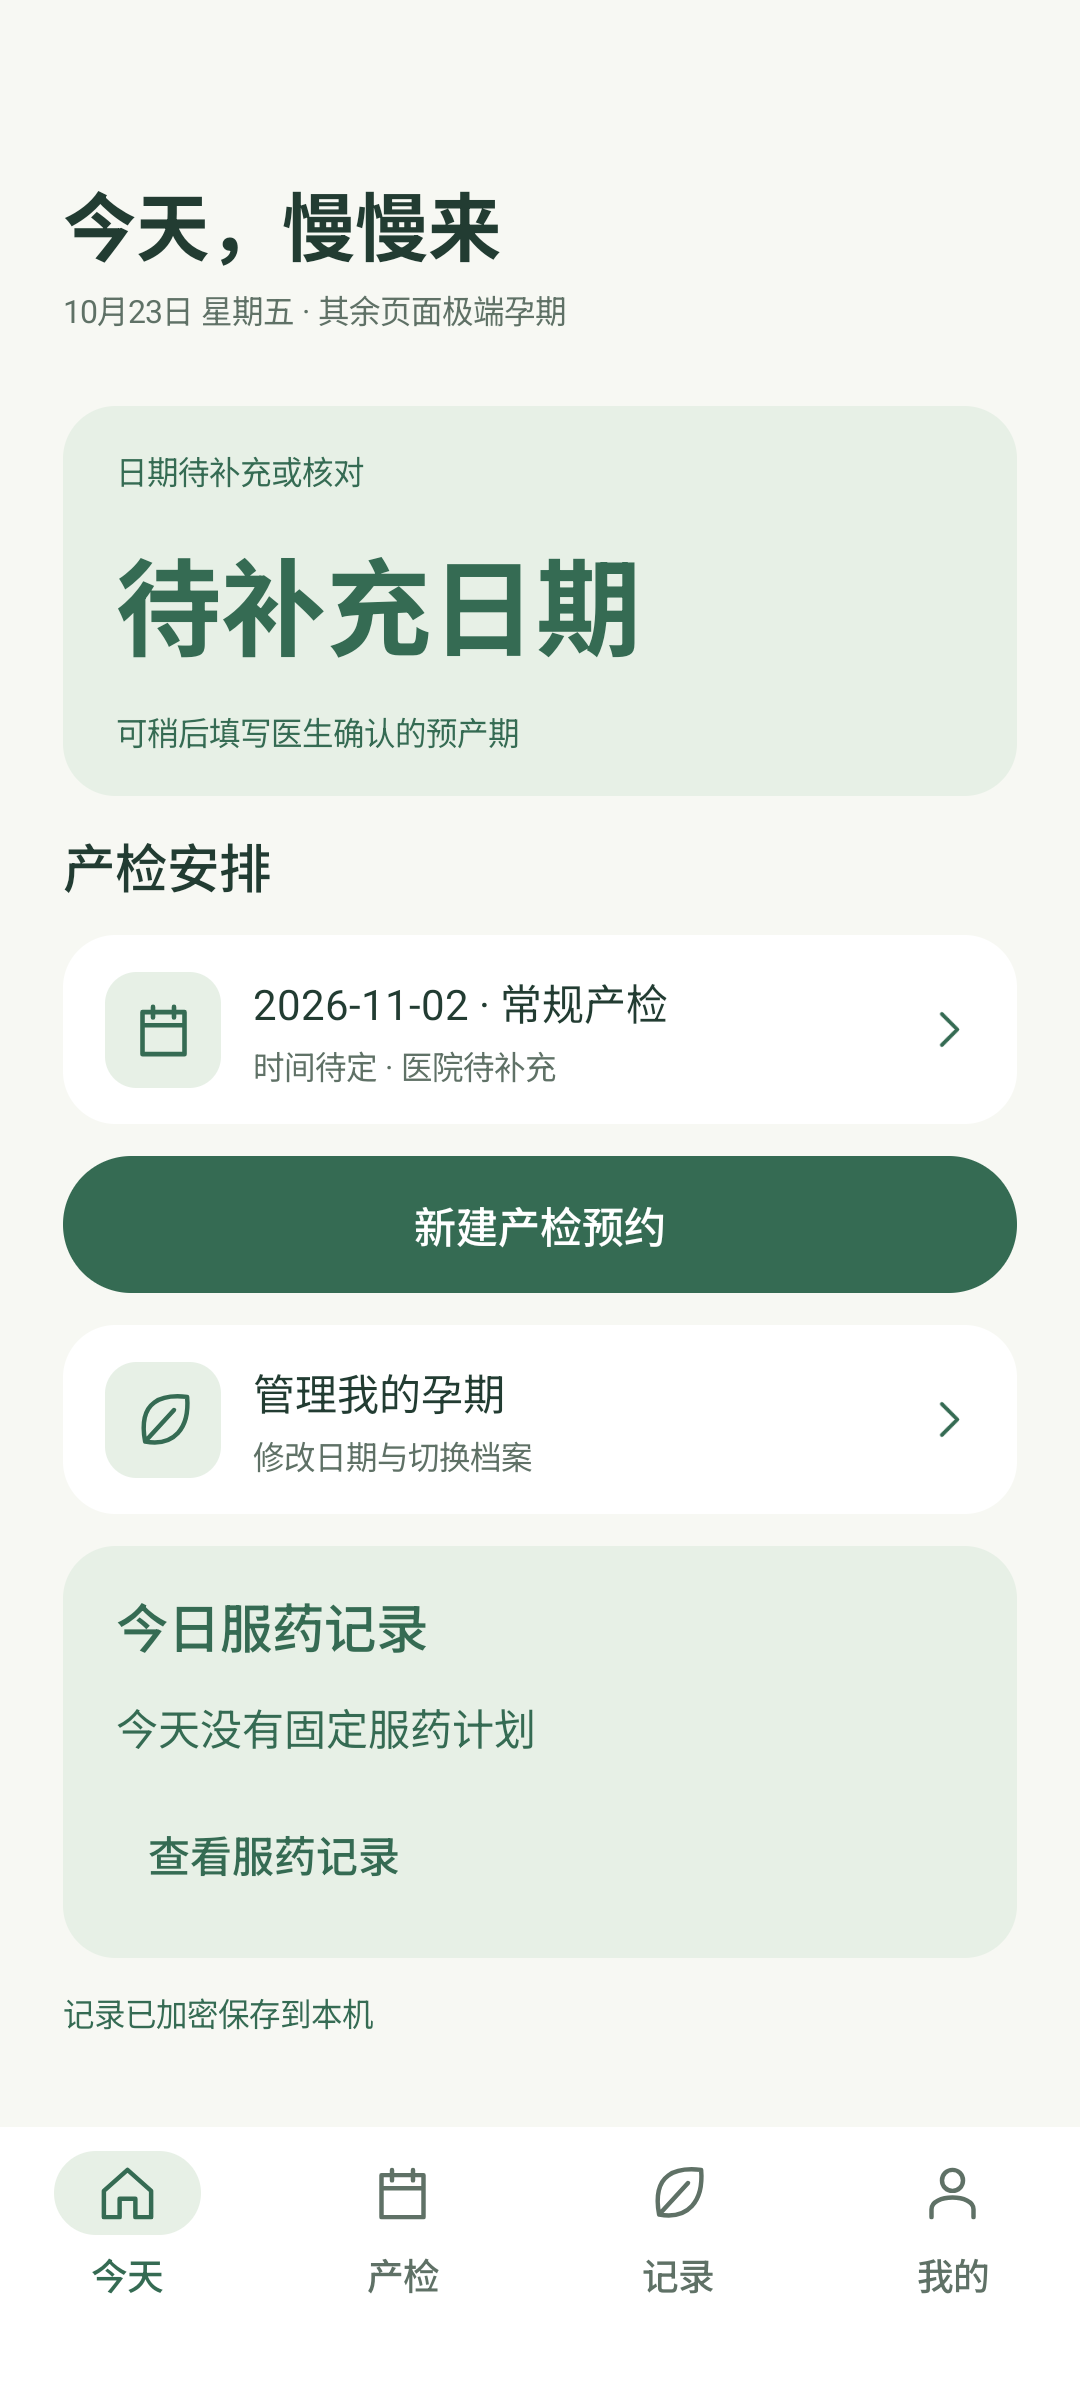 今天，慢慢来
10月23日 星期五 · 其余页面极端孕期
日期待补充或核对
待补充日期
可稍后填写医生确认的预产期
产检安排
2026-11-02 · 常规产检
时间待定 · 医院待补充
新建产检预约
管理我的孕期
修改日期与切换档案
今日服药记录
今天没有固定服药计划
查看服药记录
记录已加密保存到本机
今天
产检
记录
我的